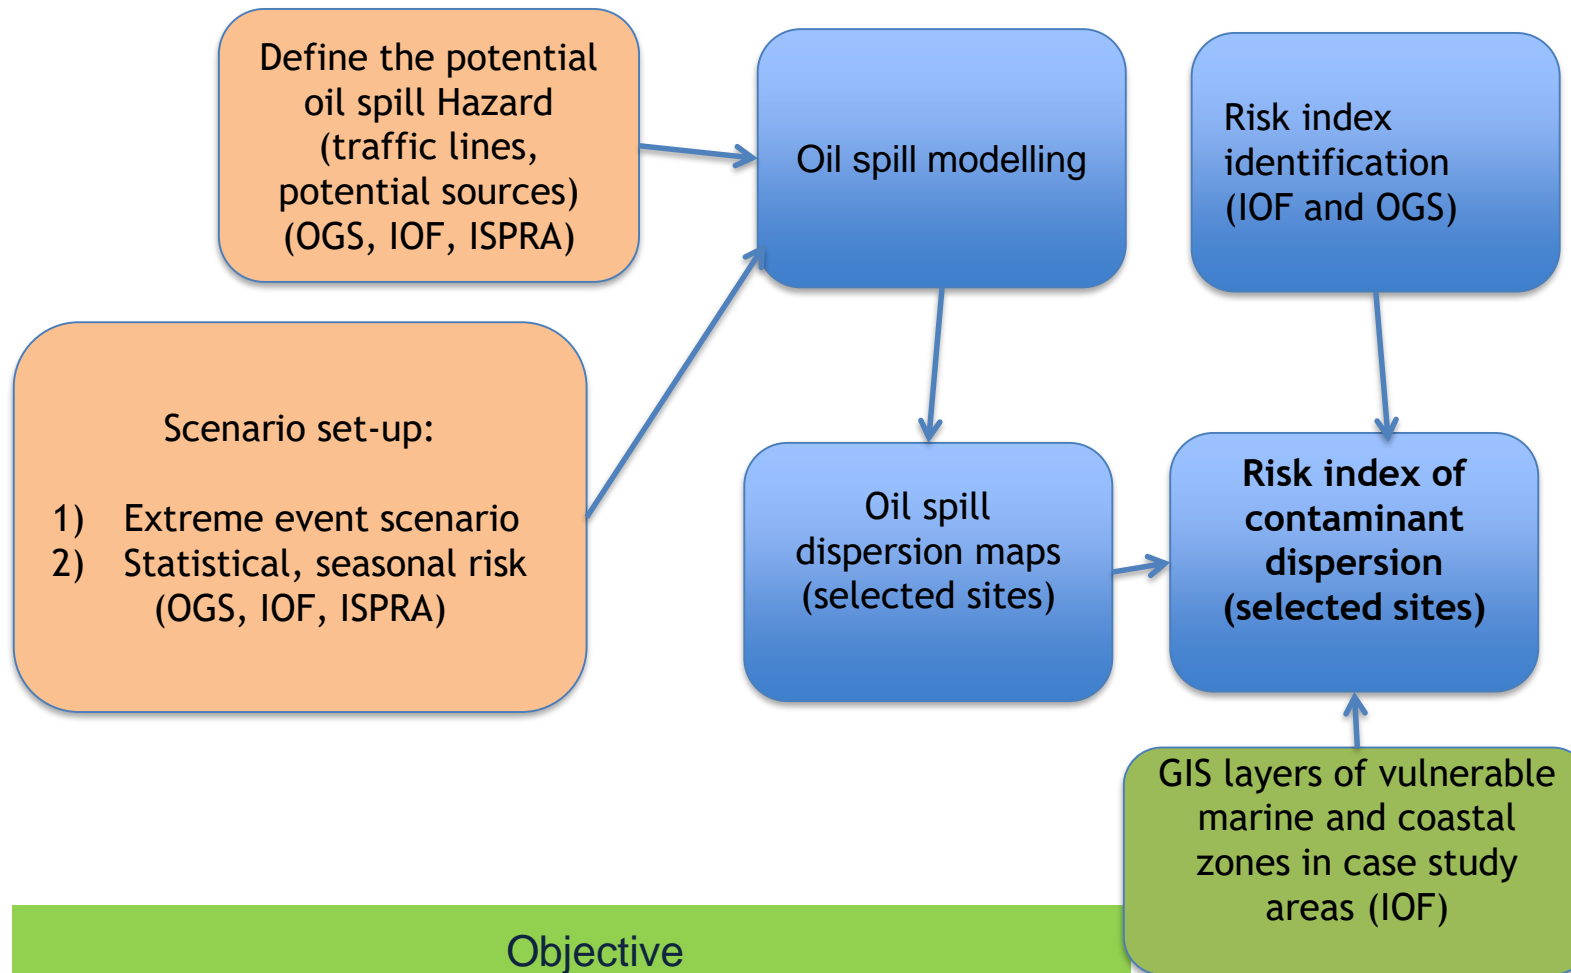 Define the potential
oil spill Hazard
(traffic lines,
potential sources)
(OGS, IOF, ISPRA)
Oil spill modelling
Risk index
identification
(IOF and OGS)
Scenario set-up:
1) Extreme event scenario
2) Statistical, seasonal risk
(OGS, IOF, ISPRA)
Oil spill
dispersion maps
(selected sites)
Risk index of
contaminant
dispersion
(selected sites)
GIS layers of vulnerable
marine and coastal
zones in case study
areas (IOF)
Objective